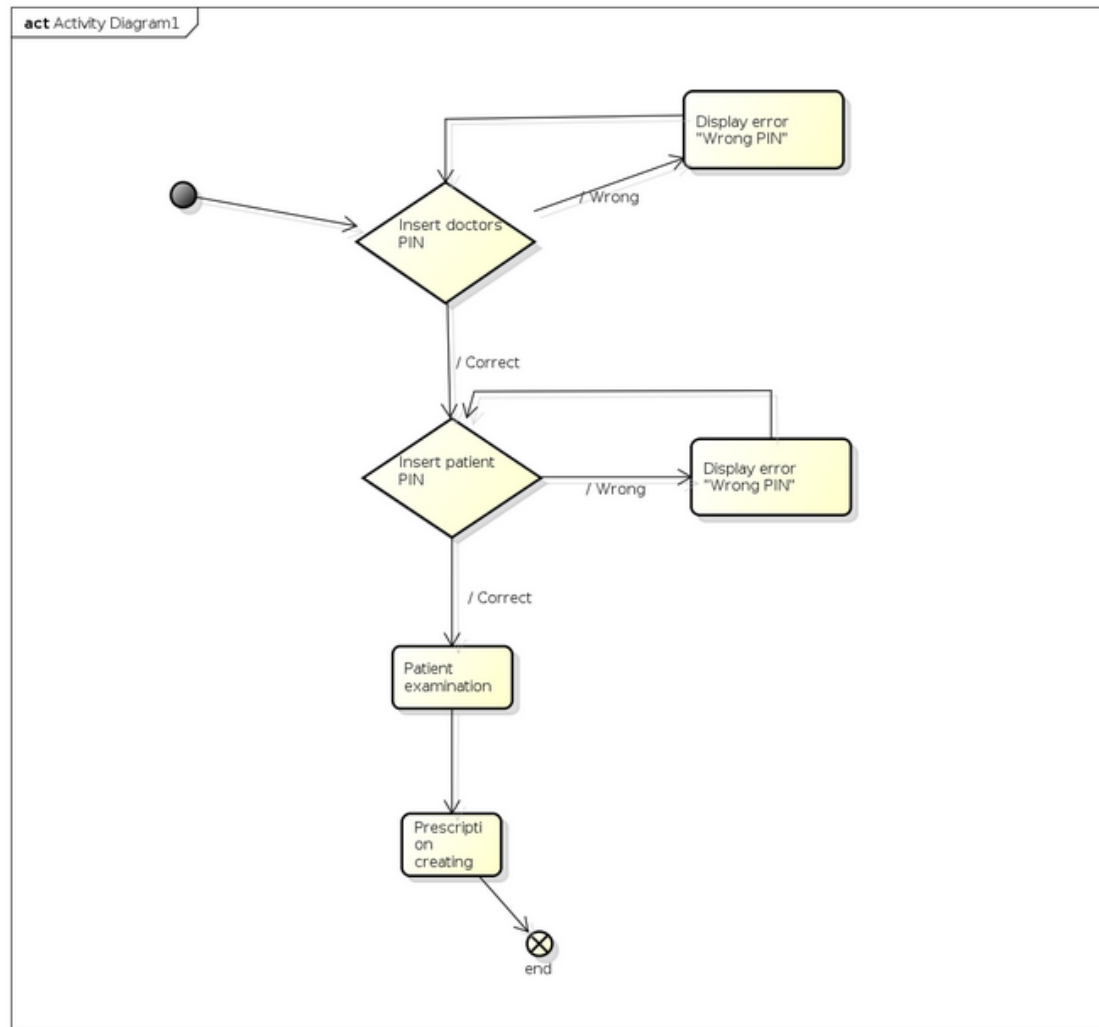 act Activity Diagram1
Display error
"Wrong PIN"
/ Wrong
Insert doctors
PIN
/ Correct
Insert patient
PIN
Display error
"Wrong PIN"
/ Wrong
/ Correct
Patient
examination
Prescripti
on
creating
end